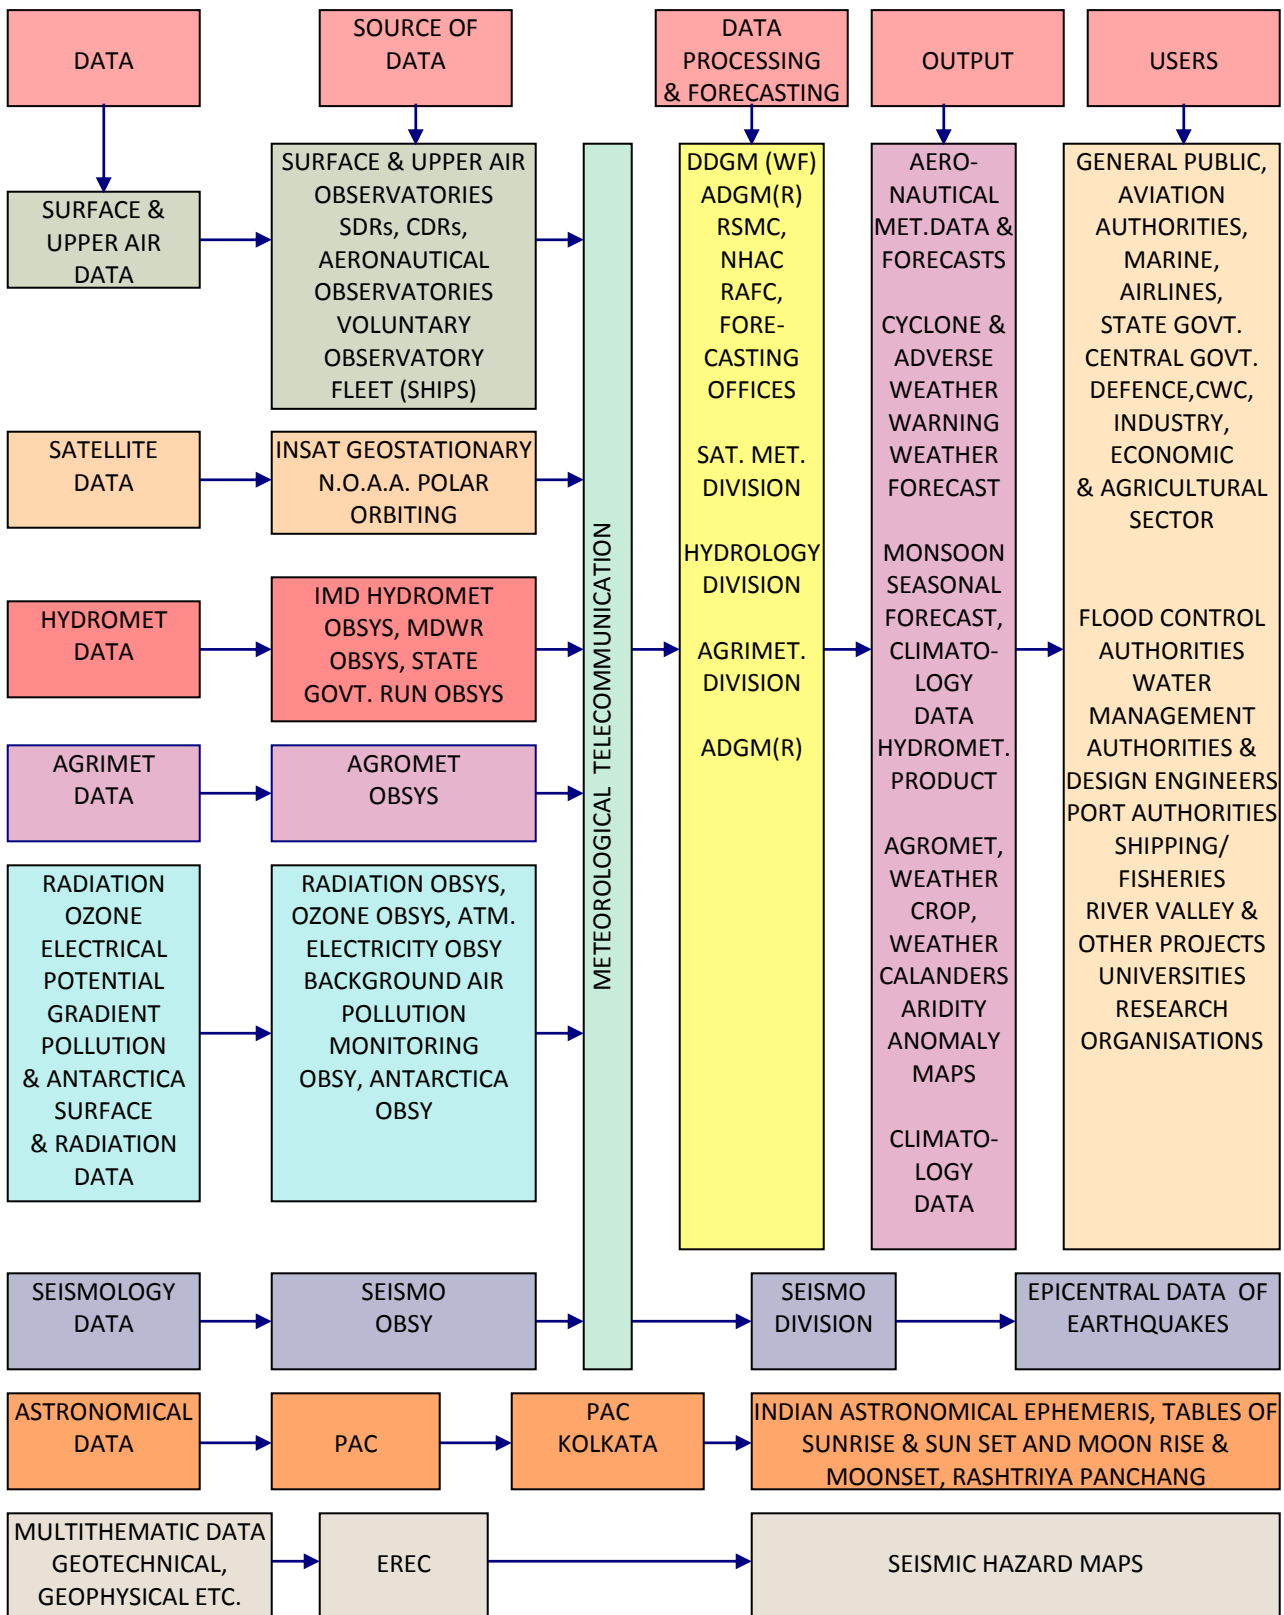 DATA
SOURCE OF
DATA
DATA
PROCESSING
& FORECASTING
OUTPUT
USERS
SURFACE &
UPPER AIR
DATA
SURFACE & UPPER AIR
OBSERVATORIES
SDRs, CDRs,
AERONAUTICAL
OBSERVATORIES
VOLUNTARY
OBSERVATORY
FLEET (SHIPS)
SATELLITE
DATA
INSAT GEOSTATIONARY
N.O.A.A. POLAR
ORBITING
HYDROMET
DATA
IMD HYDROMET
OBSYS, MDWR
OBSYS, STATE
GOVT. RUN OBSYS
AGRIMET
DATA
AGROMET
OBSYS
RADIATION
OZONE
ELECTRICAL
POTENTIAL
GRADIENT
POLLUTION
& ANTARCTICA
SURFACE
& RADIATION
DATA
RADIATION OBSYS,
OZONE OBSYS, ATM.
ELECTRICITY OBSY
BACKGROUND AIR
POLLUTION
MONITORING
OBSY, ANTARCTICA
OBSY
METEOROLOGICAL TELECOMMUNICATION
DDGM (WF)
ADGM(R)
RSMC,
NHAC
RAFC,
FORE-
CASTING
OFFICES
SAT. MET.
DIVISION
HYDROLOGY
DIVISION
AGRIMET.
DIVISION
ADGM(R)
AERO-
NAUTICAL
MET.DATA &
FORECASTS
CYCLONE &
ADVERSE
WEATHER
WARNING
WEATHER
FORECAST
MONSOON
SEASONAL
FORECAST,
CLIMATO-
LOGY
DATA
HYDROMET.
PRODUCT
AGROMET,
WEATHER
CROP,
WEATHER
CALANDERS
ARIDITY
ANOMALY
MAPS
CLIMATO-
LOGY
DATA
GENERAL PUBLIC,
AVIATION
AUTHORITIES,
MARINE,
AIRLINES,
STATE GOVT.
CENTRAL GOVT.
DEFENCE,CWC,
INDUSTRY,
ECONOMIC
& AGRICULTURAL
SECTOR
FLOOD CONTROL
AUTHORITIES
WATER
MANAGEMENT
AUTHORITIES &
DESIGN ENGINEERS
PORT AUTHORITIES
SHIPPING/
FISHERIES
RIVER VALLEY &
OTHER PROJECTS
UNIVERSITIES
RESEARCH
ORGANISATIONS
SEISMOLOGY
DATA
SEISMO
OBSY
SEISMO
DIVISION
EPICENTRAL DATA OF
EARTHQUAKES
ASTRONOMICAL
DATA
PAC
PAC
KOLKATA
INDIAN ASTRONOMICAL EPHEMERIS, TABLES OF
SUNRISE & SUN SET AND MOON RISE &
MOONSET, RASHTRIYA PANCHANG
MULTITHEMATIC DATA
GEOTECHNICAL,
GEOPHYSICAL ETC.
EREC
SEISMIC HAZARD MAPS